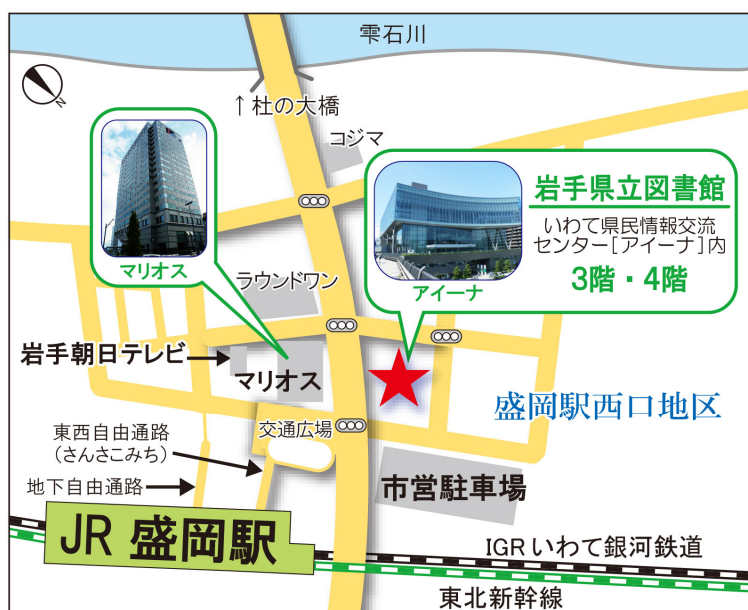 雫石川
N
↑杜の大橋
コジマ
岩手県立図書館
いわて県民情報交流
センター[アイーナ]内
3階・4階
マリオス
アイーナ
ラウンドワン
岩手朝日テレビ
マリオス
盛岡駅西口地区
東西自由通路
(さんさこみち)
交通広場
地下自由通路
市営駐車場
JR 盛岡駅
IGRいわて銀河鉄道
東北新幹線